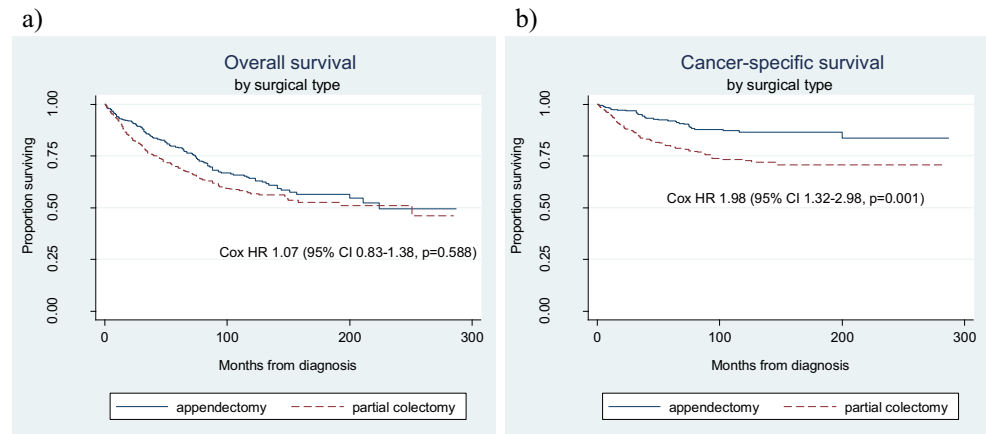 a)
Overall survival
by surgical type
Proportion surviving
1.00
0.75
0.50
0.25
0.00
Cox HR 1.07 (95% CI 0.83-1.38, p=0.588)
0 100 200 300
Months from diagnosis
appendectomy partial colectomy
b)
Cancer-specific survival
by surgical type
Proportion surviving
1.00
0.75
0.50
0.25
0.00
Cox HR 1.98 (95% CI 1.32-2.98, p=0.001)
0 100 200 300
Months from diagnosis
appendectomy partial colectomy